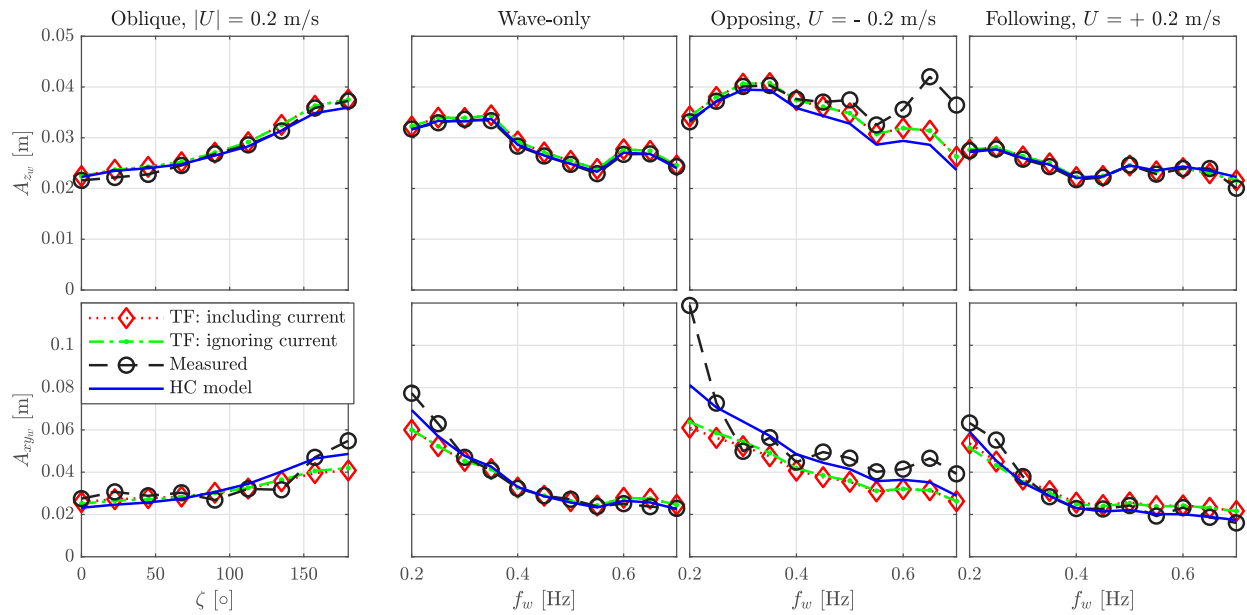 Oblique, |U| = 0.2 m/s
Wave-only
Opposing, U = - 0.2 m/s
Following, U = + 0.2 m/s
0.05
0.04
0.03
0.02
0.01
0
A_{z_w} [m]
TF: including current
TF: ignoring current
Measured
HC model
0.1
0.08
0.06
0.04
0.02
0
A_{xy_w} [m]
0 50 100 150
0.2 0.4 0.6
0.2 0.4 0.6
0.2 0.4 0.6
ζ [∘]
f_w [Hz]
f_w [Hz]
f_w [Hz]